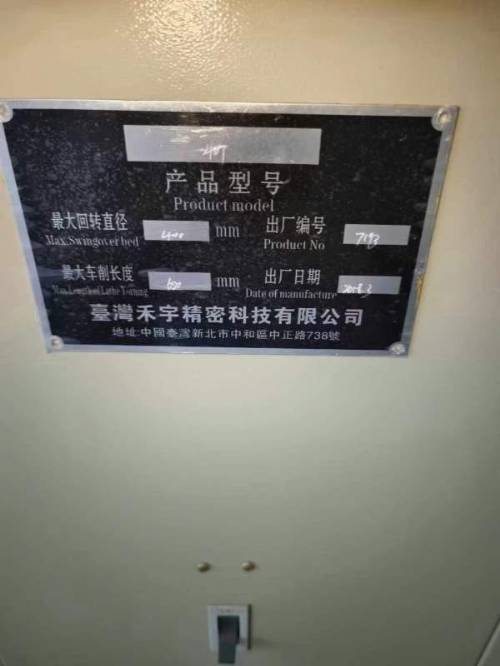 产品型号
Product model
最大回转直径 mm 出厂编号
Max.Swingover bed Product No
最大车削长度 mm 出厂日期
Date of manufacture
臺灣禾宇精密科技有限公司
地址:中國臺灣新北市中和區中正路738號